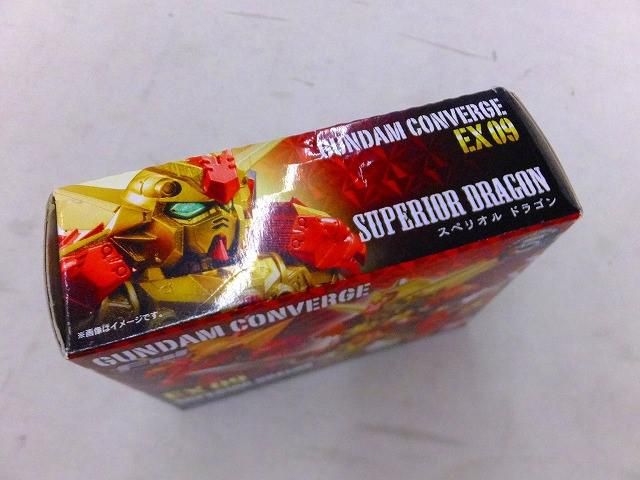 GUNDAM CONVERGE
EX 09
SUPERIOR DRAGON
スペリオル ドラゴン
※画像はイメージです。
GUNDAM CONVERGE
EX 09